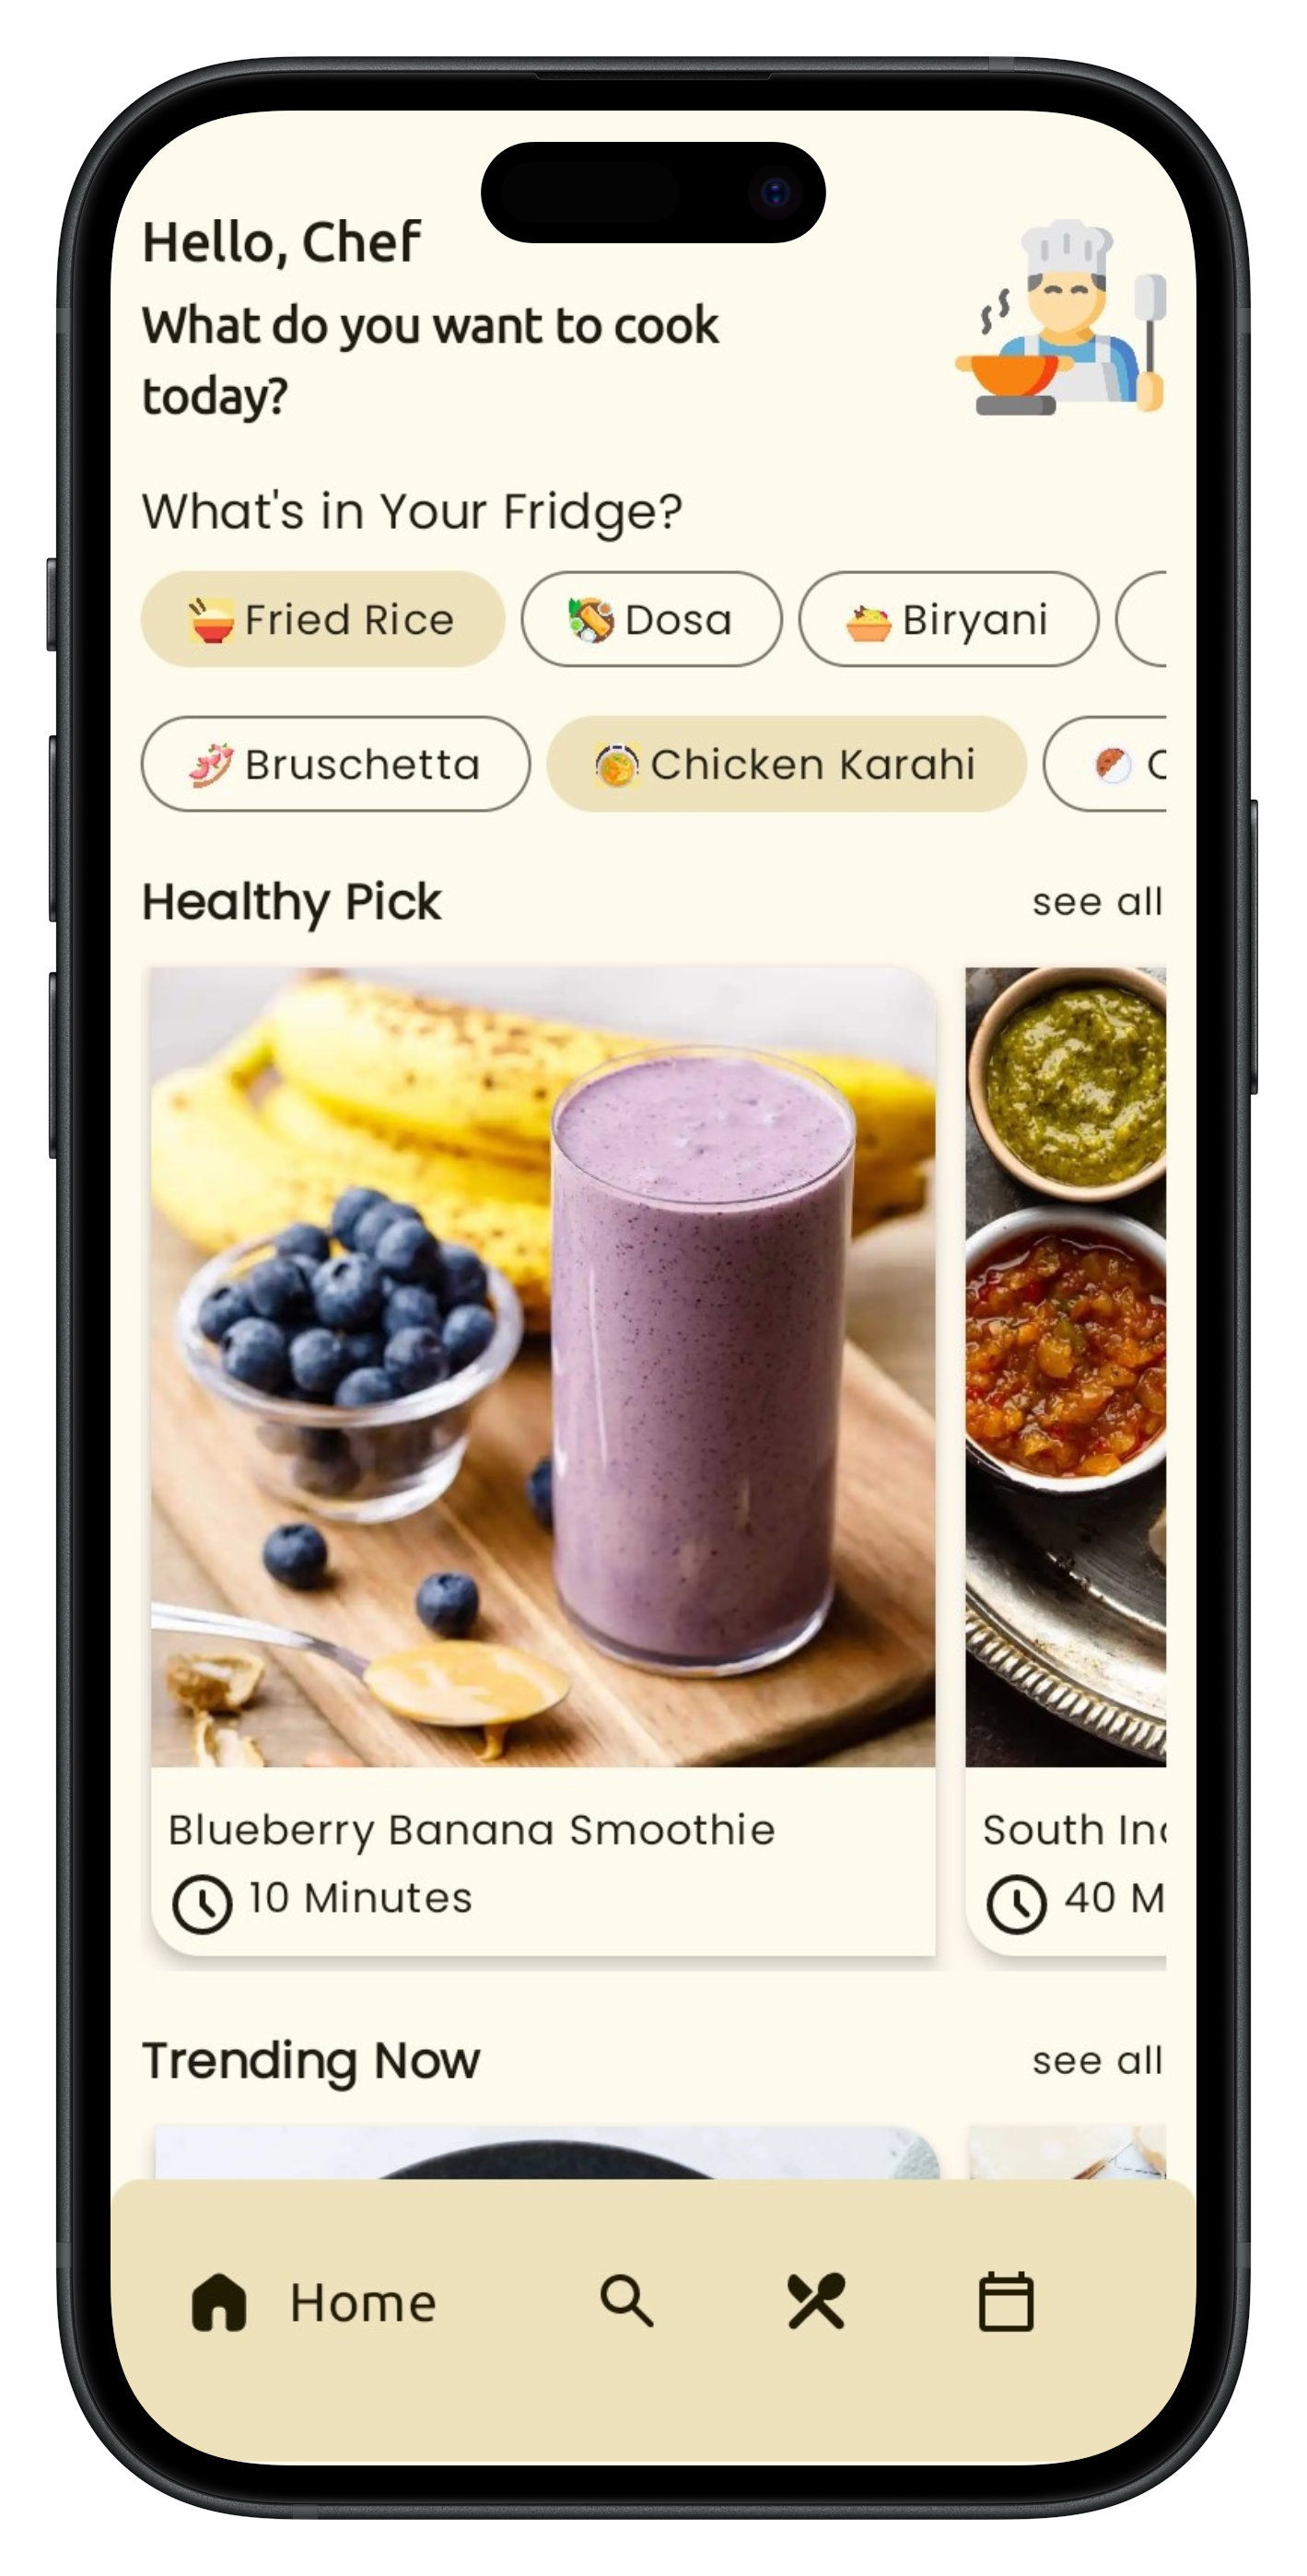 Hello, Chef
What do you want to cook
today?
What's in Your Fridge?
Fried Rice
Dosa
Biryani
Bruschetta
Chicken Karahi
Healthy Pick
see all
Blueberry Banana Smoothie
10 Minutes
South
40
Trending Now
see all
Home